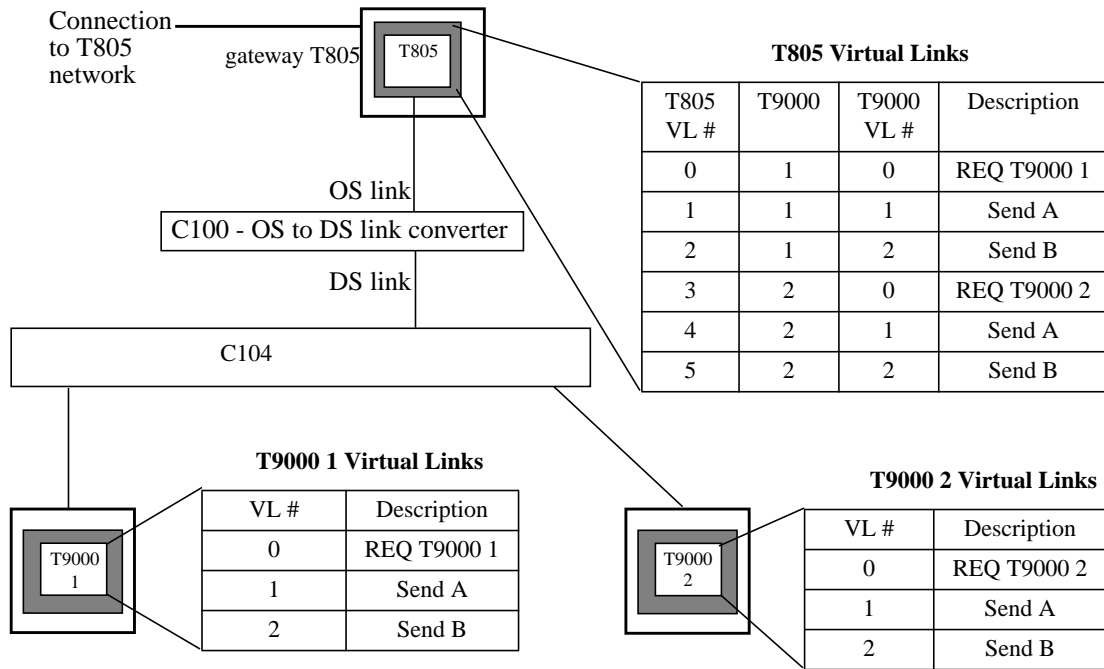 Connection
to T805
network
gateway T805
T805
OS link
C100 - OS to DS link converter
DS link
C104
T805 Virtual Links
T805 VL # T9000 T9000 VL # Description
0 1 0 REQ T9000 1
1 1 1 Send A
2 1 2 Send B
3 2 0 REQ T9000 2
4 2 1 Send A
5 2 2 Send B
T9000 1 Virtual Links
T9000
1
VL # Description
0 REQ T9000 1
1 Send A
2 Send B
T9000 2 Virtual Links
T9000
2
VL # Description
0 REQ T9000 2
1 Send A
2 Send B